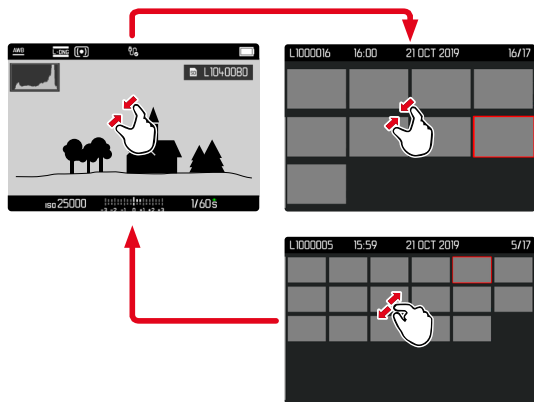 AWB L-DNG
L1040080
ISO 25000 +3 +2 +1 0 +1 +2 +3 1/60s
L1000016 16:00 21 OCT 2019 16/17
L1000005 15:59 21 OCT 2019 5/17